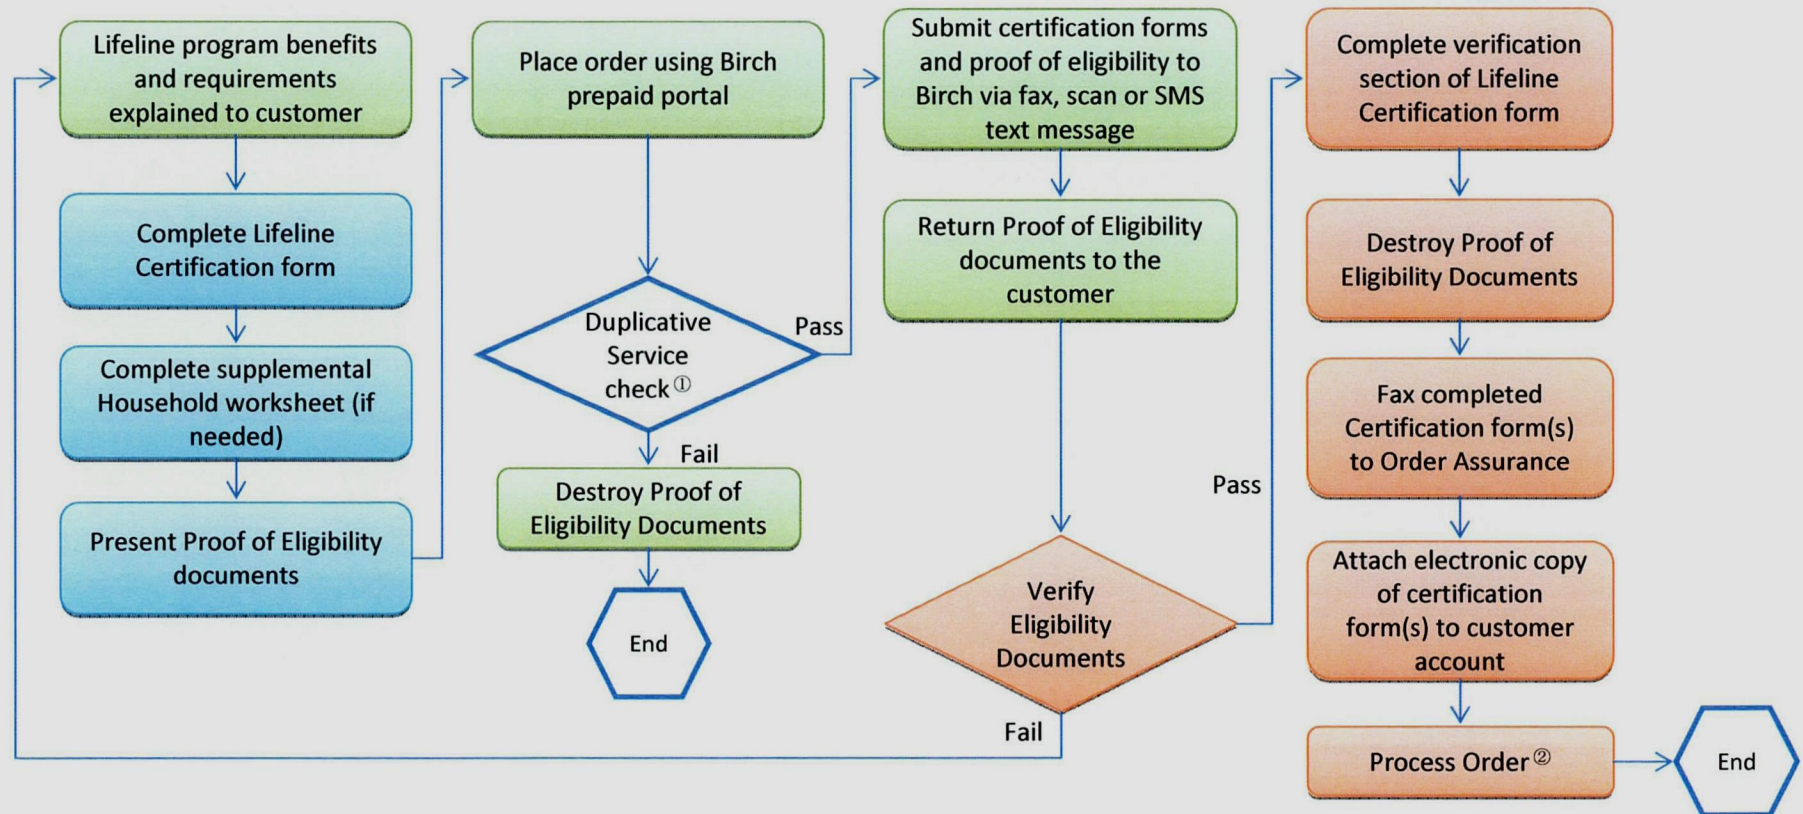 Lifeline program benefits
and requirements
explained to customer
Complete Lifeline
Certification form
Complete supplemental
Household worksheet (if
needed)
Present Proof of Eligibility
documents
Place order using Birch
prepaid portal
Duplicative
Service
check①
Pass
Fail
Destroy Proof of
Eligibility Documents
End
Submit certification forms
and proof of eligibility to
Birch via fax, scan or SMS
text message
Return Proof of Eligibility
documents to the
customer
Verify
Eligibility
Documents
Pass
Fail
Complete verification
section of Lifeline
Certification form
Destroy Proof of
Eligibility Documents
Fax completed
Certification form(s)
to Order Assurance
Attach electronic copy
of certification
form(s) to customer
account
Process Order②
End